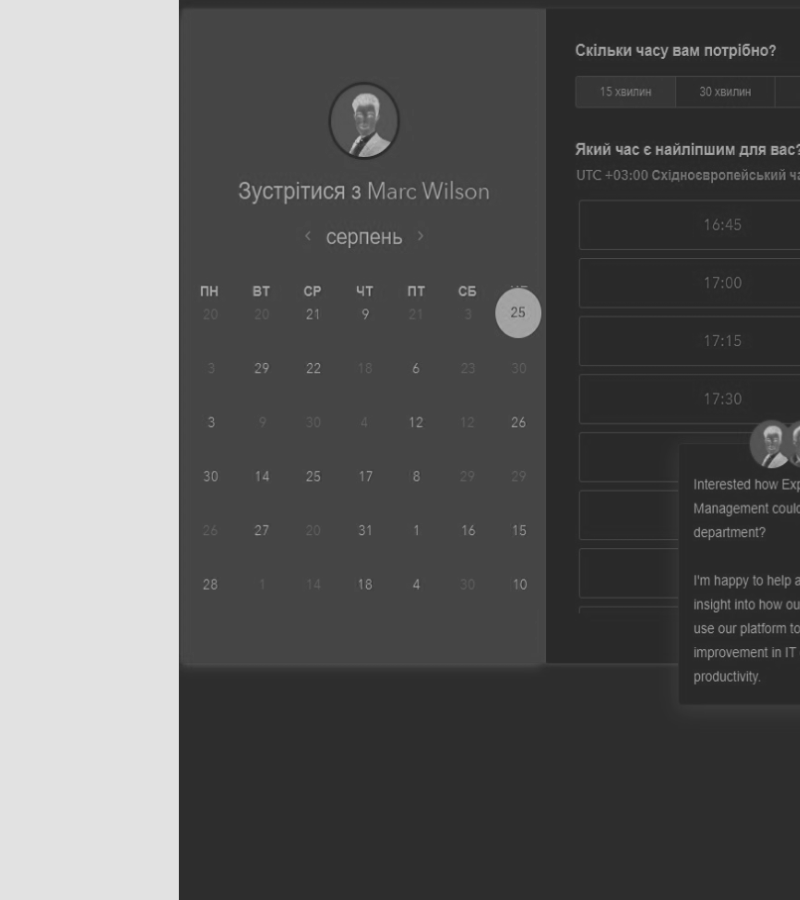 Зустрітися з Marc Wilson
серпень
ПН ВТ СР ЧТ ПТ СБ
20 20 21 9 21 3 25
3 29 22 18 6 23 30
3 9 30 4 12 12 26
30 14 25 17 8 29 29
26 27 20 31 1 16 15
28 1 14 18 4 30 10
Скільки часу вам потрібно?
15 хвилин 30 хвилин
Який час є найліпшим для вас?
UTC +03:00 Східноєвропейський ча
16:45
17:00
17:15
17:30
Interested how Exp
Management could
department?
I'm happy to help a
insight into how ou
use our platform to
improvement in IT
productivity.